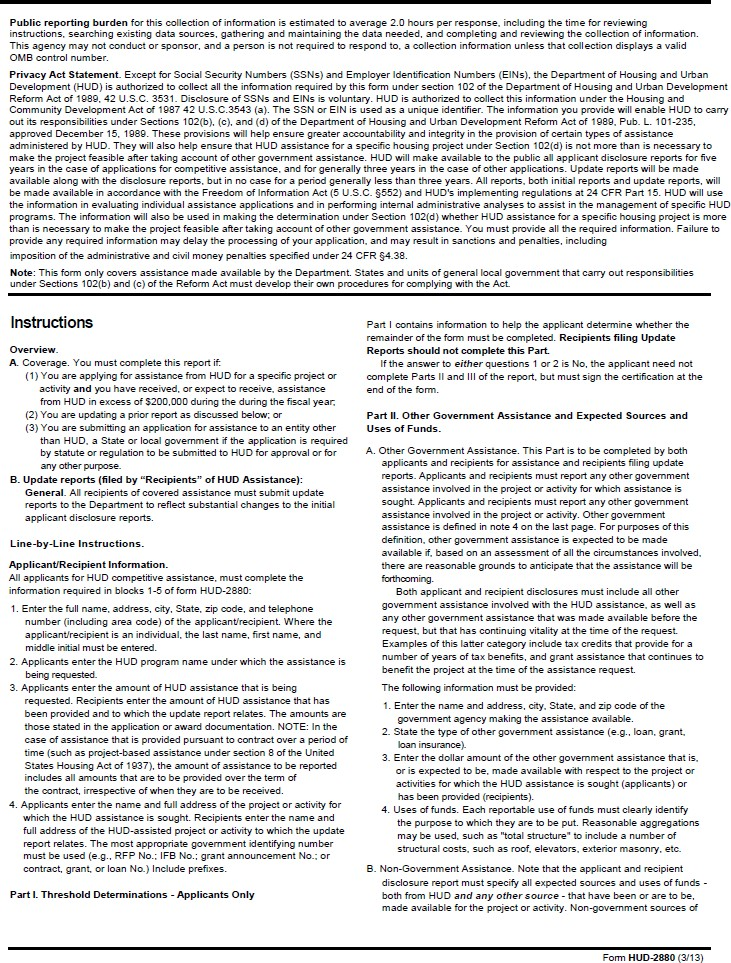 Public reporting burden for this collection of information is estimated to average 2.0 hours per response, including the time for reviewing
instructions, searching existing data sources, gathering and maintaining the data needed, and completing and reviewing the collection of information.
This agency may not conduct or sponsor, and a person is not required to respond to, a collection information unless that collection displays a valid
OMB control number.
Privacy Act Statement. Except for Social Security Numbers (SSNs) and Employer Identification Numbers (EINs), the Department of Housing and Urban
Development (HUD) is authorized to collect all the information required by this form under section 102 of the Department of Housing and Urban Development
Reform Act of 1989, 42 U.S.C. 3531. Disclosure of SSNs and EINs is voluntary. HUD is authorized to collect this information under the Housing and
Community Development Act of 1987 42 U.S.C.3543 (a). The SSN or EIN is used as a unique identifier. The information you provide will enable HUD to carry
out its responsibilities under Sections 102(b), (c), and (d) of the Department of Housing and Urban Development Reform Act of 1989, Pub. L. 101-235,
approved December 15, 1989. These provisions will help ensure greater accountability and integrity in the provision of certain types of assistance
administered by HUD. They will also help ensure that HUD assistance for a specific housing project under Section 102(d) is not more than is necessary to
make the project feasible after taking account of other government assistance. HUD will make available to the public all applicant disclosure reports for five
years in the case of applications for competitive assistance, and for generally three years in the case of other applications. Update reports will be made
available along with the disclosure reports, but in no case for a period generally less than three years. All reports, both initial reports and update reports, will
be made available in accordance with the Freedom of Information Act (5 U.S.C. §552) and HUD's implementing regulations at 24 CFR Part 15. HUD will use
the information in evaluating individual assistance applications and in performing internal administrative analyses to assist in the management of specific HUD
programs. The information will also be used in making the determination under Section 102(d) whether HUD assistance for a specific housing project is more
than is necessary to make the project feasible after taking account of other government assistance. You must provide all the required information. Failure to
provide any required information may delay the processing of your application, and may result in sanctions and penalties, including
imposition of the administrative and civil money penalties specified under 24 CFR §4.38.
Note: This form only covers assistance made available by the Department. States and units of general local government that carry out responsibilities
under Sections 102(b) and (c) of the Reform Act must develop their own procedures for complying with the Act.
Instructions
Overview.
A. Coverage. You must complete this report if:
(1) You are applying for assistance from HUD for a specific project or
activity and you have received, or expect to receive, assistance
from HUD in excess of $200,000 during the during the fiscal year;
(2) You are updating a prior report as discussed below; or
(3) You are submitting an application for assistance to an entity other
than HUD, a State or local government if the application is required
by statute or regulation to be submitted to HUD for approval or for
any other purpose.
B. Update reports (filed by “Recipients” of HUD Assistance):
General. All recipients of covered assistance must submit update
reports to the Department to reflect substantial changes to the initial
applicant disclosure reports.
Line-by-Line Instructions.
Applicant/Recipient Information.
All applicants for HUD competitive assistance, must complete the
information required in blocks 1-5 of form HUD-2880:
1. Enter the full name, address, city, State, zip code, and telephone
number (including area code) of the applicant/recipient. Where the
applicant/recipient is an individual, the last name, first name, and
middle initial must be entered.
2. Applicants enter the HUD program name under which the assistance is
being requested.
3. Applicants enter the amount of HUD assistance that is being
requested. Recipients enter the amount of HUD assistance that has
been provided and to which the update report relates. The amounts are
those stated in the application or award documentation. NOTE: In the
case of assistance that is provided pursuant to contract over a period of
time (such as project-based assistance under section 8 of the United
States Housing Act of 1937), the amount of assistance to be reported
includes all amounts that are to be provided over the term of
the contract, irrespective of when they are to be received.
4. Applicants enter the name and full address of the project or activity for
which the HUD assistance is sought. Recipients enter the name and
full address of the HUD-assisted project or activity to which the update
report relates. The most appropriate government identifying number
must be used (e.g., RFP No.; IFB No.; grant announcement No.; or
contract, grant, or loan No.) Include prefixes.
Part I. Threshold Determinations - Applicants Only
Part I contains information to help the applicant determine whether the
remainder of the form must be completed. Recipients filing Update
Reports should not complete this Part.
If the answer to either questions 1 or 2 is No, the applicant need not
complete Parts II and III of the report, but must sign the certification at the
end of the form.
Part II. Other Government Assistance and Expected Sources and
Uses of Funds.
A. Other Government Assistance. This Part is to be completed by both
applicants and recipients for assistance and recipients filing update
reports. Applicants and recipients must report any other government
assistance involved in the project or activity for which assistance is
sought. Applicants and recipients must report any other government
assistance involved in the project or activity. Other government
assistance is defined in note 4 on the last page. For purposes of this
definition, other government assistance is expected to be made
available if, based on an assessment of all the circumstances involved,
there are reasonable grounds to anticipate that the assistance will be
forthcoming.
Both applicant and recipient disclosures must include all other
government assistance involved with the HUD assistance, as well as
any other government assistance that was made available before the
request, but that has continuing vitality at the time of the request.
Examples of this latter category include tax credits that provide for a
number of years of tax benefits, and grant assistance that continues to
benefit the project at the time of the assistance request.
The following information must be provided:
1. Enter the name and address, city, State, and zip code of the
government agency making the assistance available.
2. State the type of other government assistance (e.g., loan, grant,
loan insurance).
3. Enter the dollar amount of the other government assistance that is,
or is expected to be, made available with respect to the project or
activities for which the HUD assistance is sought (applicants) or
has been provided (recipients).
4. Uses of funds. Each reportable use of funds must clearly identify
the purpose to which they are to be put. Reasonable aggregations
may be used, such as "total structure" to include a number of
structural costs, such as roof, elevators, exterior masonry, etc.
B. Non-Government Assistance. Note that the applicant and recipient
disclosure report must specify all expected sources and uses of funds -
both from HUD and any other source - that have been or are to be,
made available for the project or activity. Non-government sources of
Form HUD-2880 (3/13)